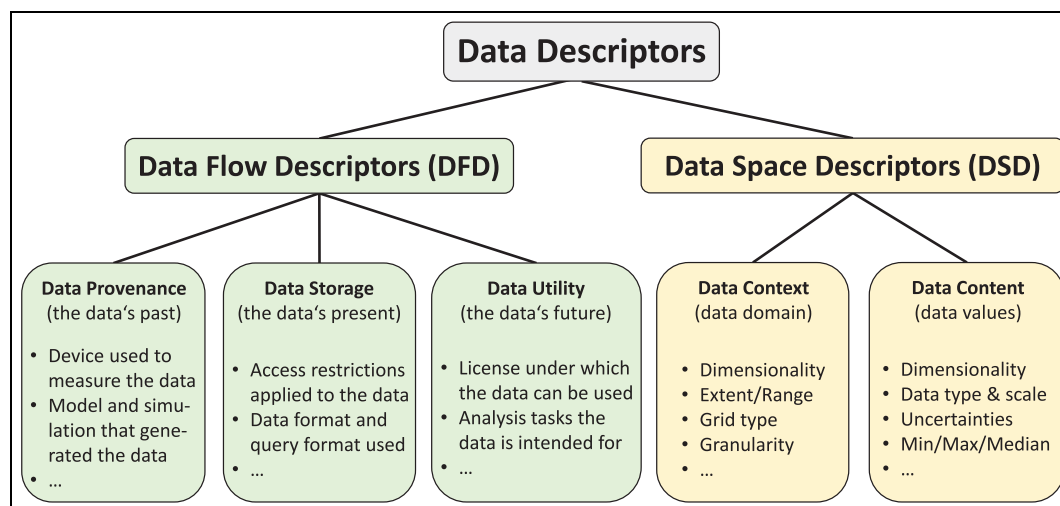 Data Descriptors
Data Flow Descriptors (DFD)
Data Space Descriptors (DSD)
Data Provenance
(the data‘s past)
• Device used to
measure the data
• Model and simu-
lation that gene-
rated the data
• ...
Data Storage
(the data‘s present)
• Access restrictions
applied to the data
• Data format and
query format used
• ...
Data Utility
(the data‘s future)
• License under which
the data can be used
• Analysis tasks the
data is intended for
• ...
Data Context
(data domain)
• Dimensionality
• Extent/Range
• Grid type
• Granularity
• ...
Data Content
(data values)
• Dimensionality
• Data type & scale
• Uncertainties
• Min/Max/Median
• ...